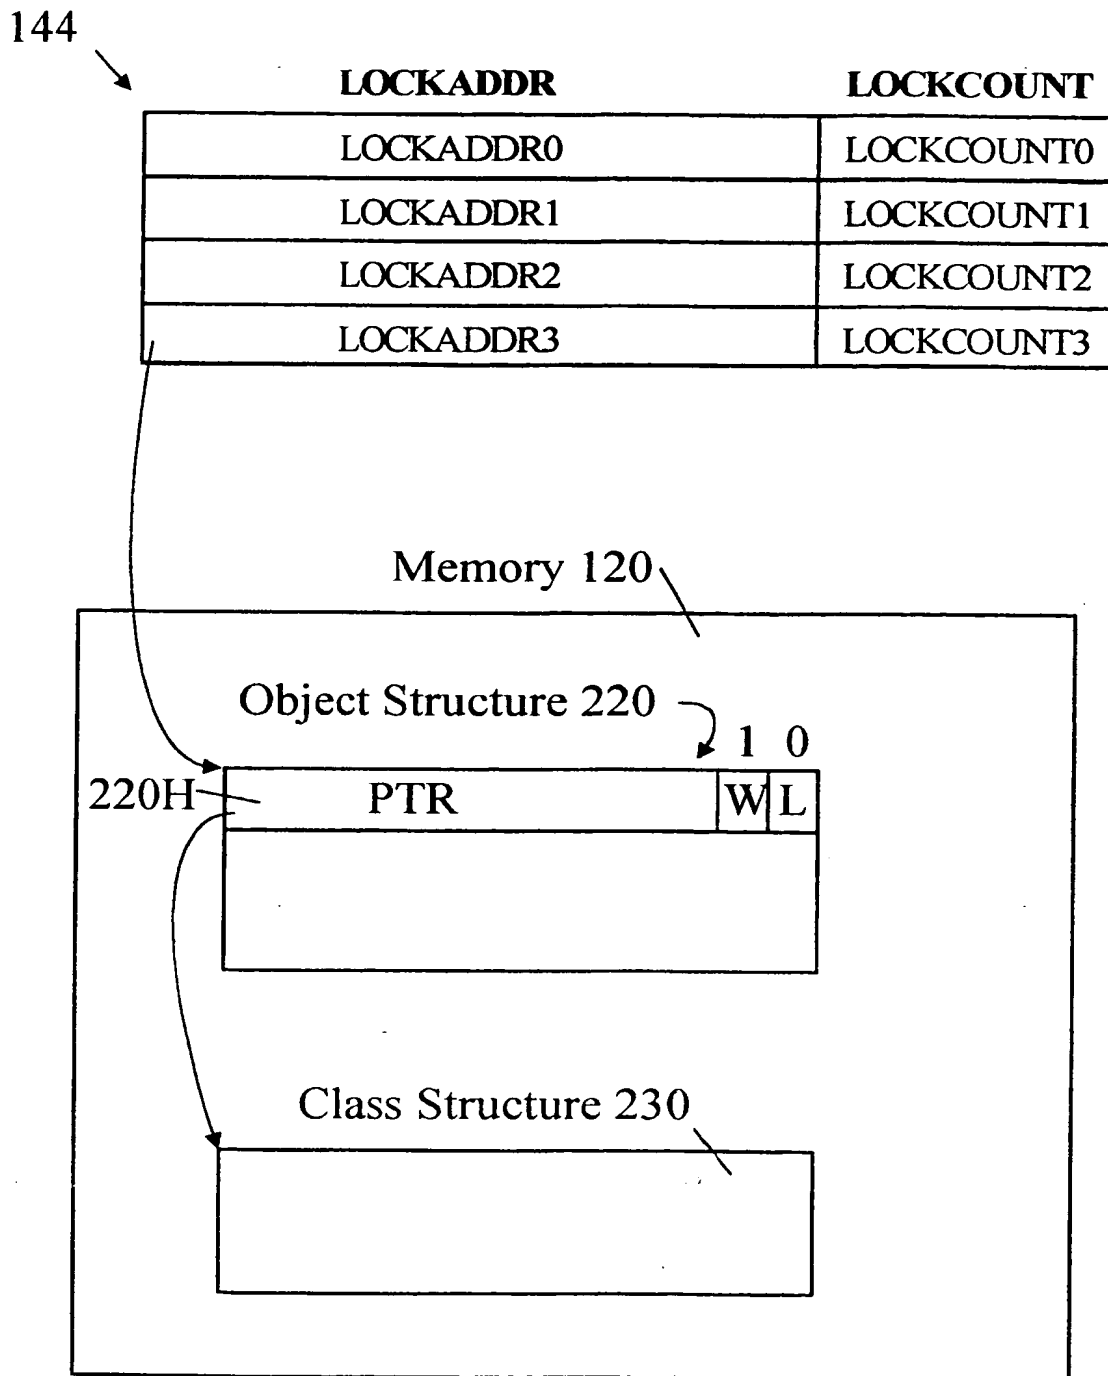 144
LOCKADDR LOCKCOUNT
LOCKADDR0 LOCKCOUNT0
LOCKADDR1 LOCKCOUNT1
LOCKADDR2 LOCKCOUNT2
LOCKADDR3 LOCKCOUNT3
Memory 120
Object Structure 220
1 0
220H PTR W L
Class Structure 230